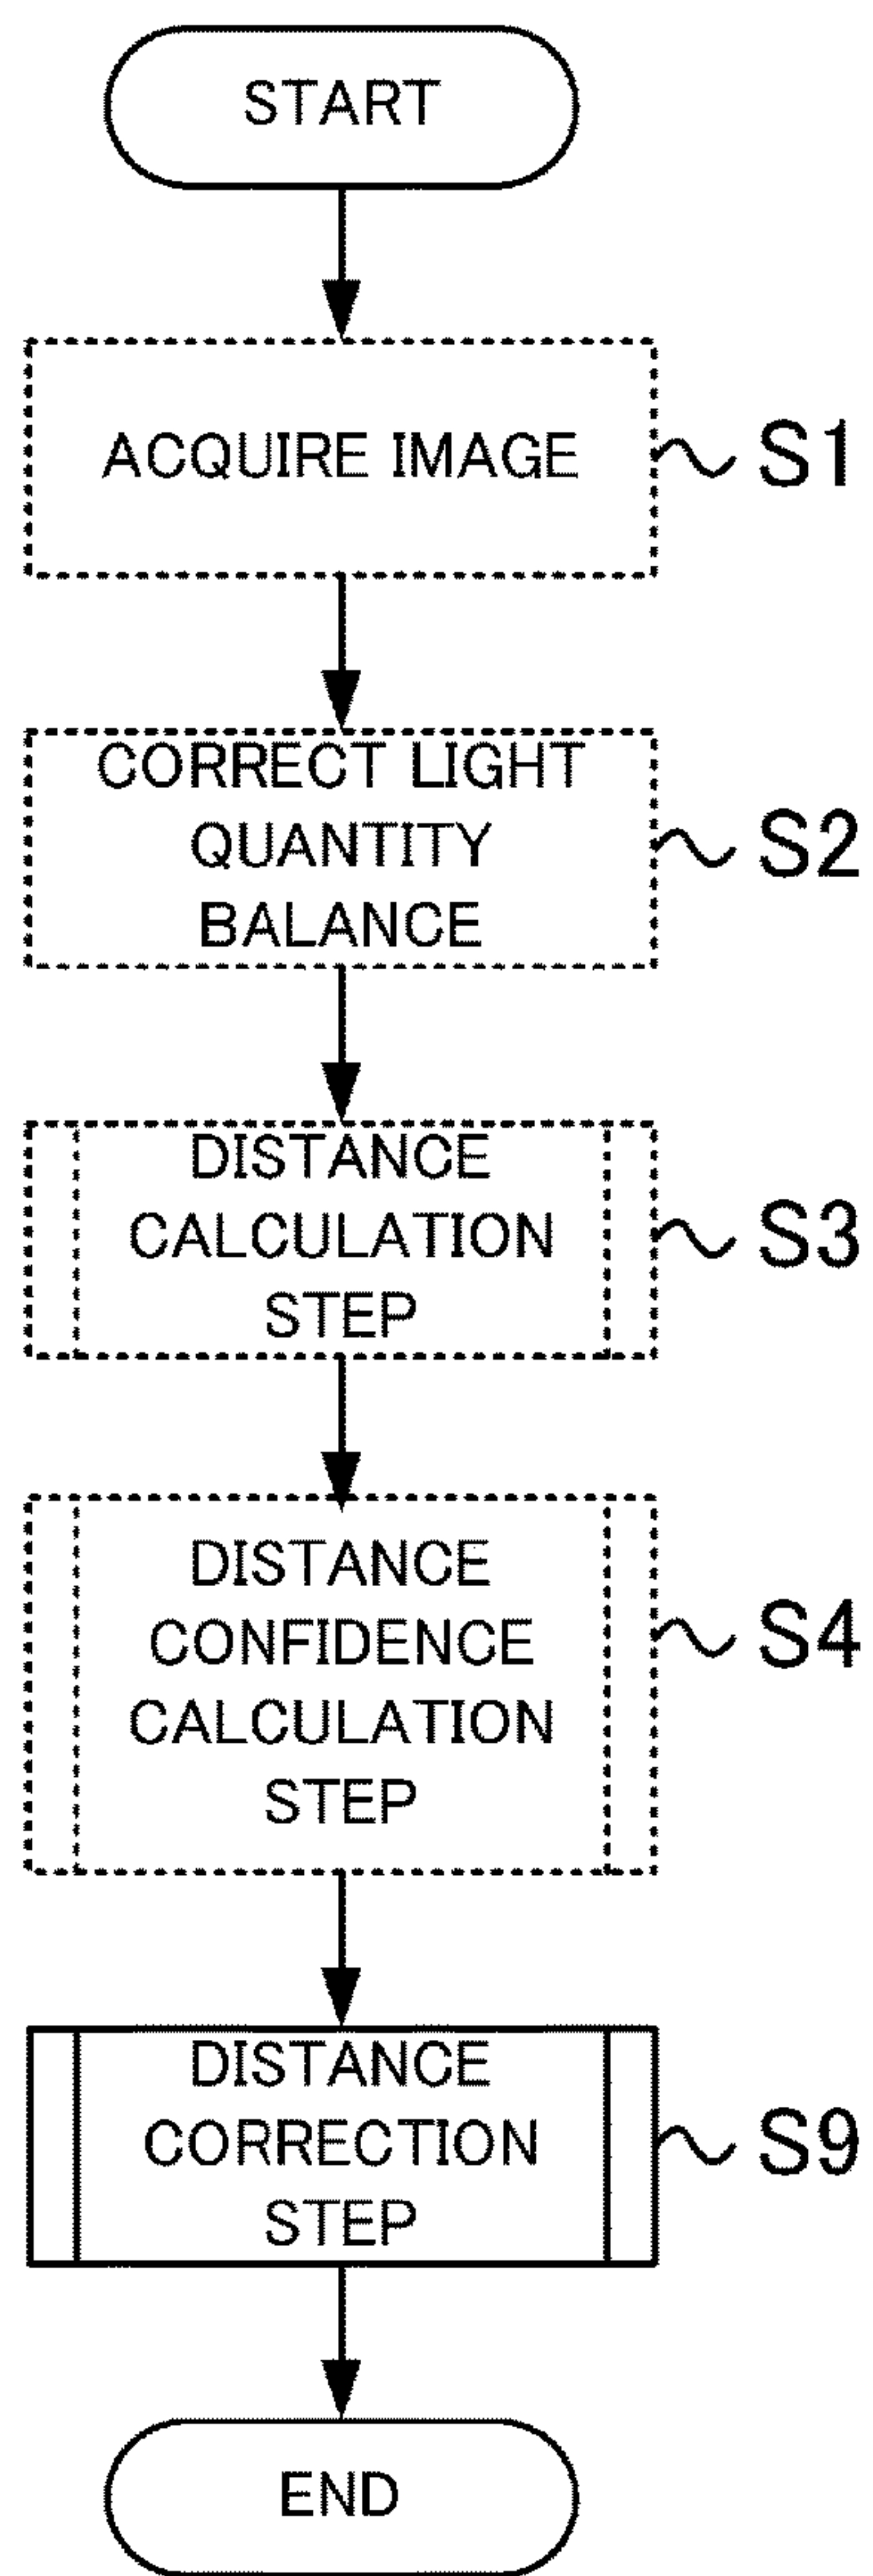 START
ACQUIRE IMAGE
S1
CORRECT LIGHT
QUANTITY
BALANCE
S2
DISTANCE
CALCULATION
STEP
S3
DISTANCE
CONFIDENCE
CALCULATION
STEP
S4
DISTANCE
CORRECTION
STEP
S9
END